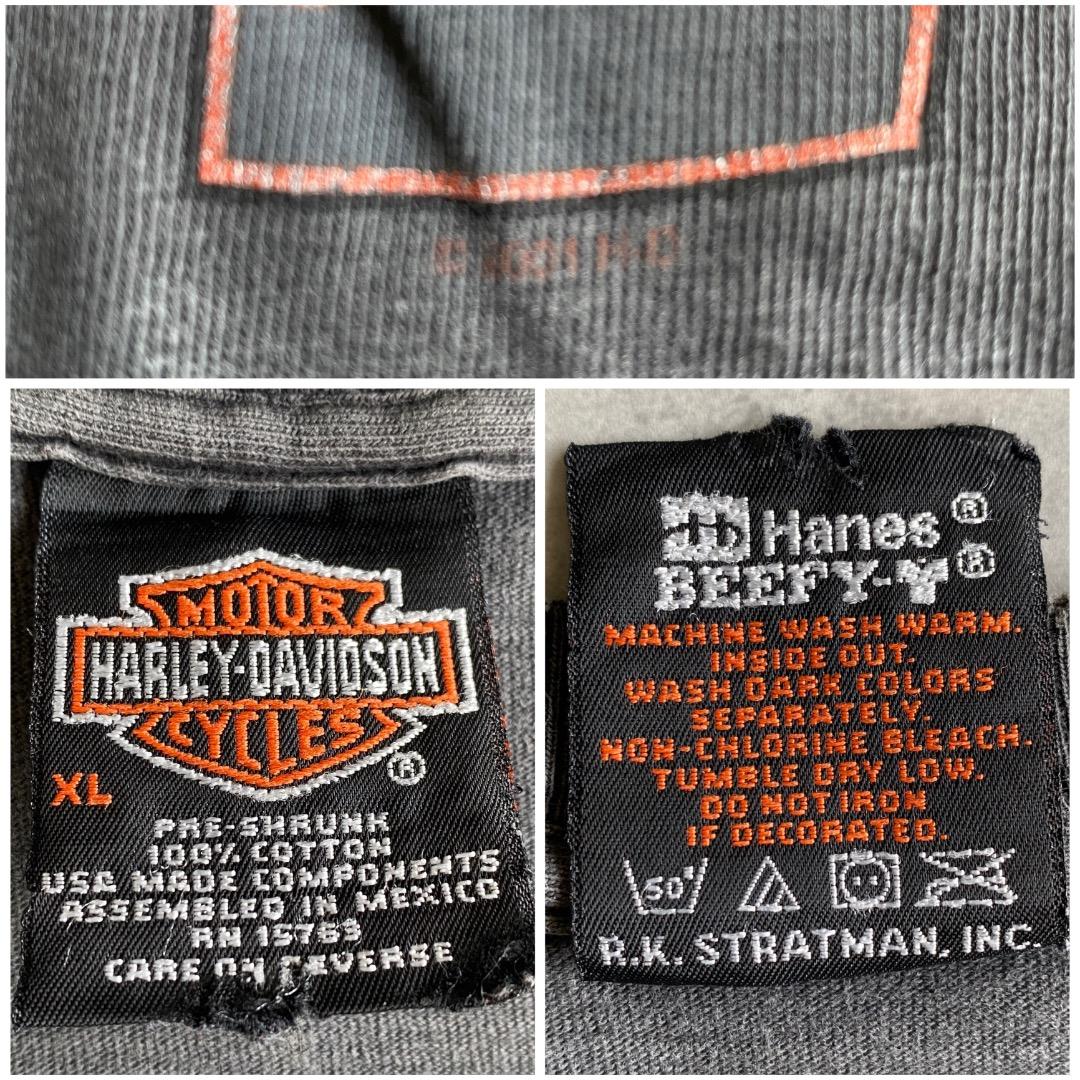 © 2001 H-D
MOTOR
HARLEY-DAVIDSON
CYCLES
®
XL
PRE-SHRUNK
100% COTTON
USA MADE COMPONENTS
ASSEMBLED IN MEXICO
RN 15763
CARE ON REVERSE
Hanes®
BEEFY-T®
MACHINE WASH WARM.
INSIDE OUT.
WASH DARK COLORS
SEPARATELY.
NON-CHLORINE BLEACH.
TUMBLE DRY LOW.
DO NOT IRON
IF DECORATED.
50°
R.K. STRATMAN, INC.